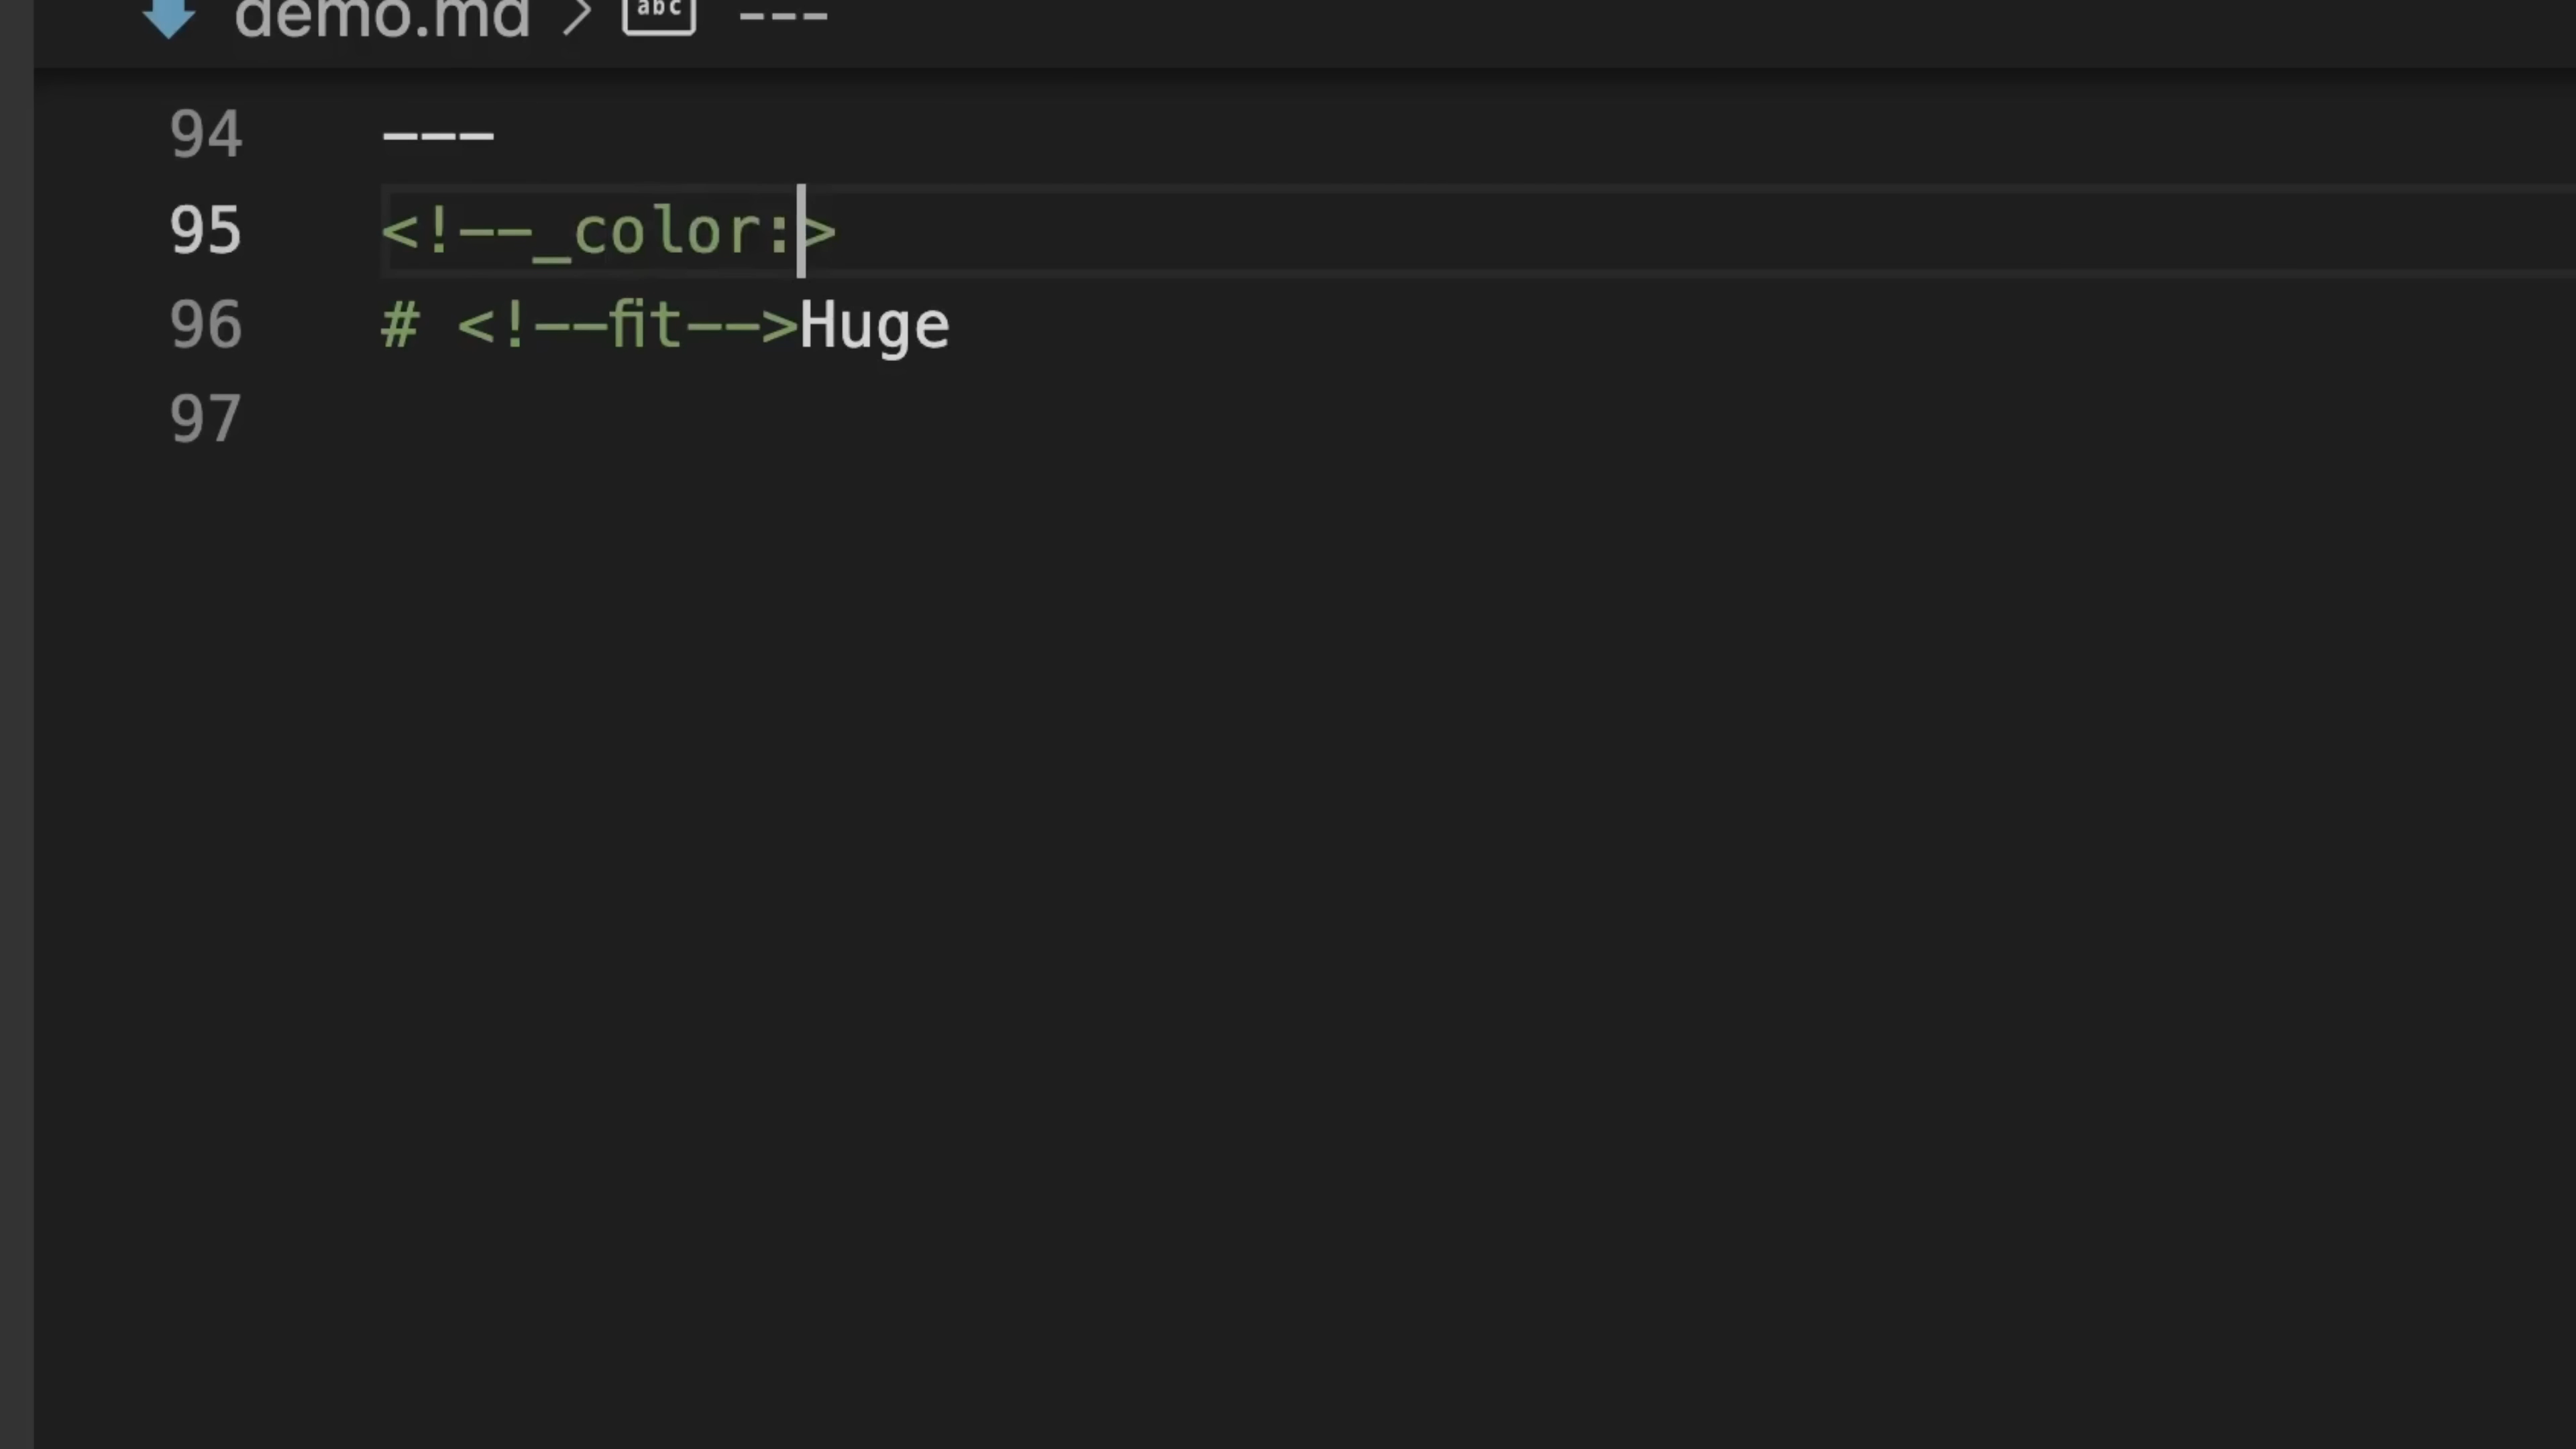 demo.md > abc ---
94 ---
95 <!--_color:>
96 # <!--fit-->Huge
97